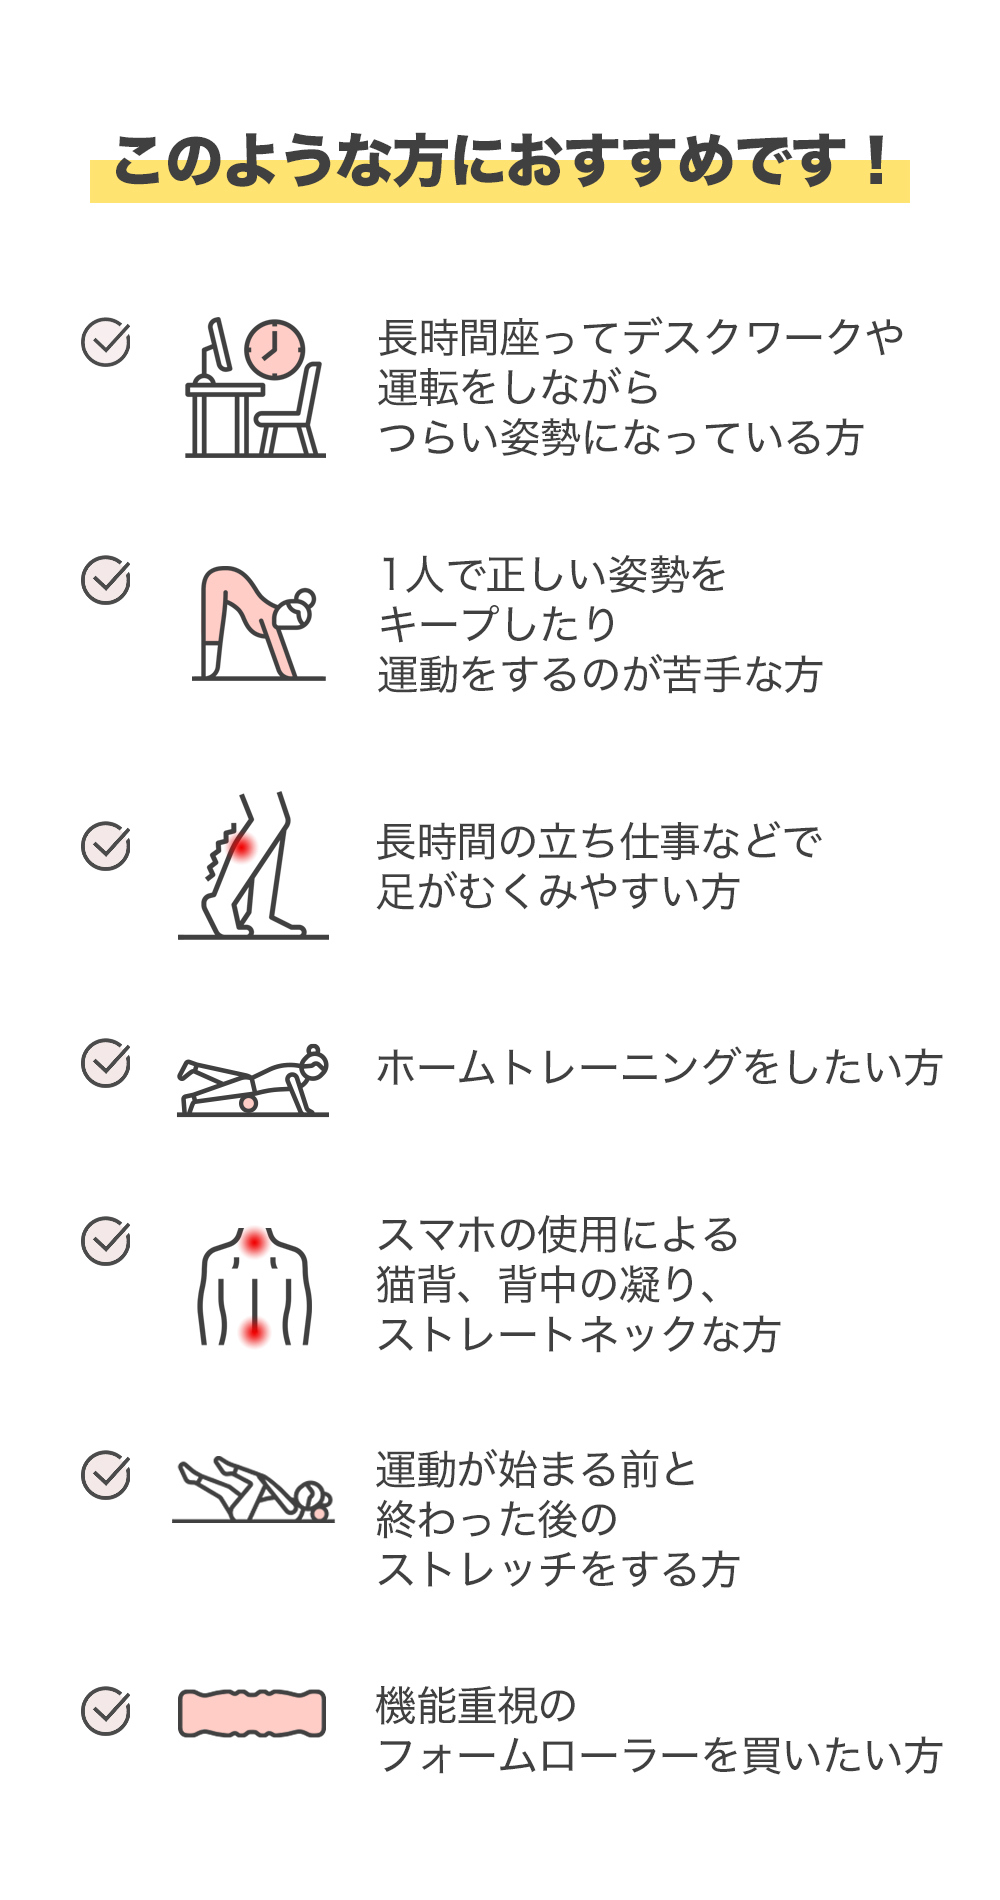 このような方におすすめです！
長時間座ってデスクワークや
運転をしながら
つらい姿勢になっている方
1人で正しい姿勢を
キープしたり
運動をするのが苦手な方
長時間の立ち仕事などで
足がむくみやすい方
ホームトレーニングをしたい方
スマホの使用による
猫背、背中の凝り、
ストレートネックな方
運動が始まる前と
終わった後の
ストレッチをする方
機能重視の
フォームローラーを買いたい方